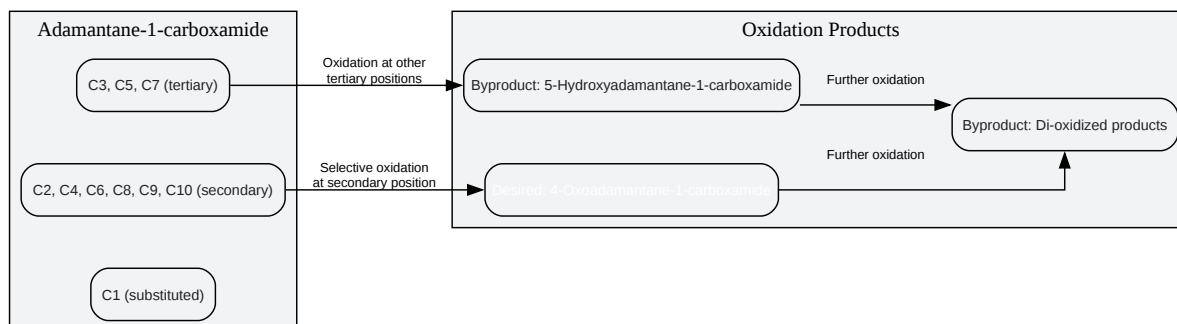 Adamantane-1-carboxamide
Oxidation Products
C3, C5, C7 (tertiary)
Oxidation at other
tertiary positions
Byproduct: 5-Hydroxyadamantane-1-carboxamide
Further oxidation
Byproduct: Di-oxidized products
C2, C4, C6, C8, C9, C10 (secondary)
Selective oxidation
at secondary position
Desired: 4-Oxoadamantane-1-carboxamide
Further oxidation
C1 (substituted)